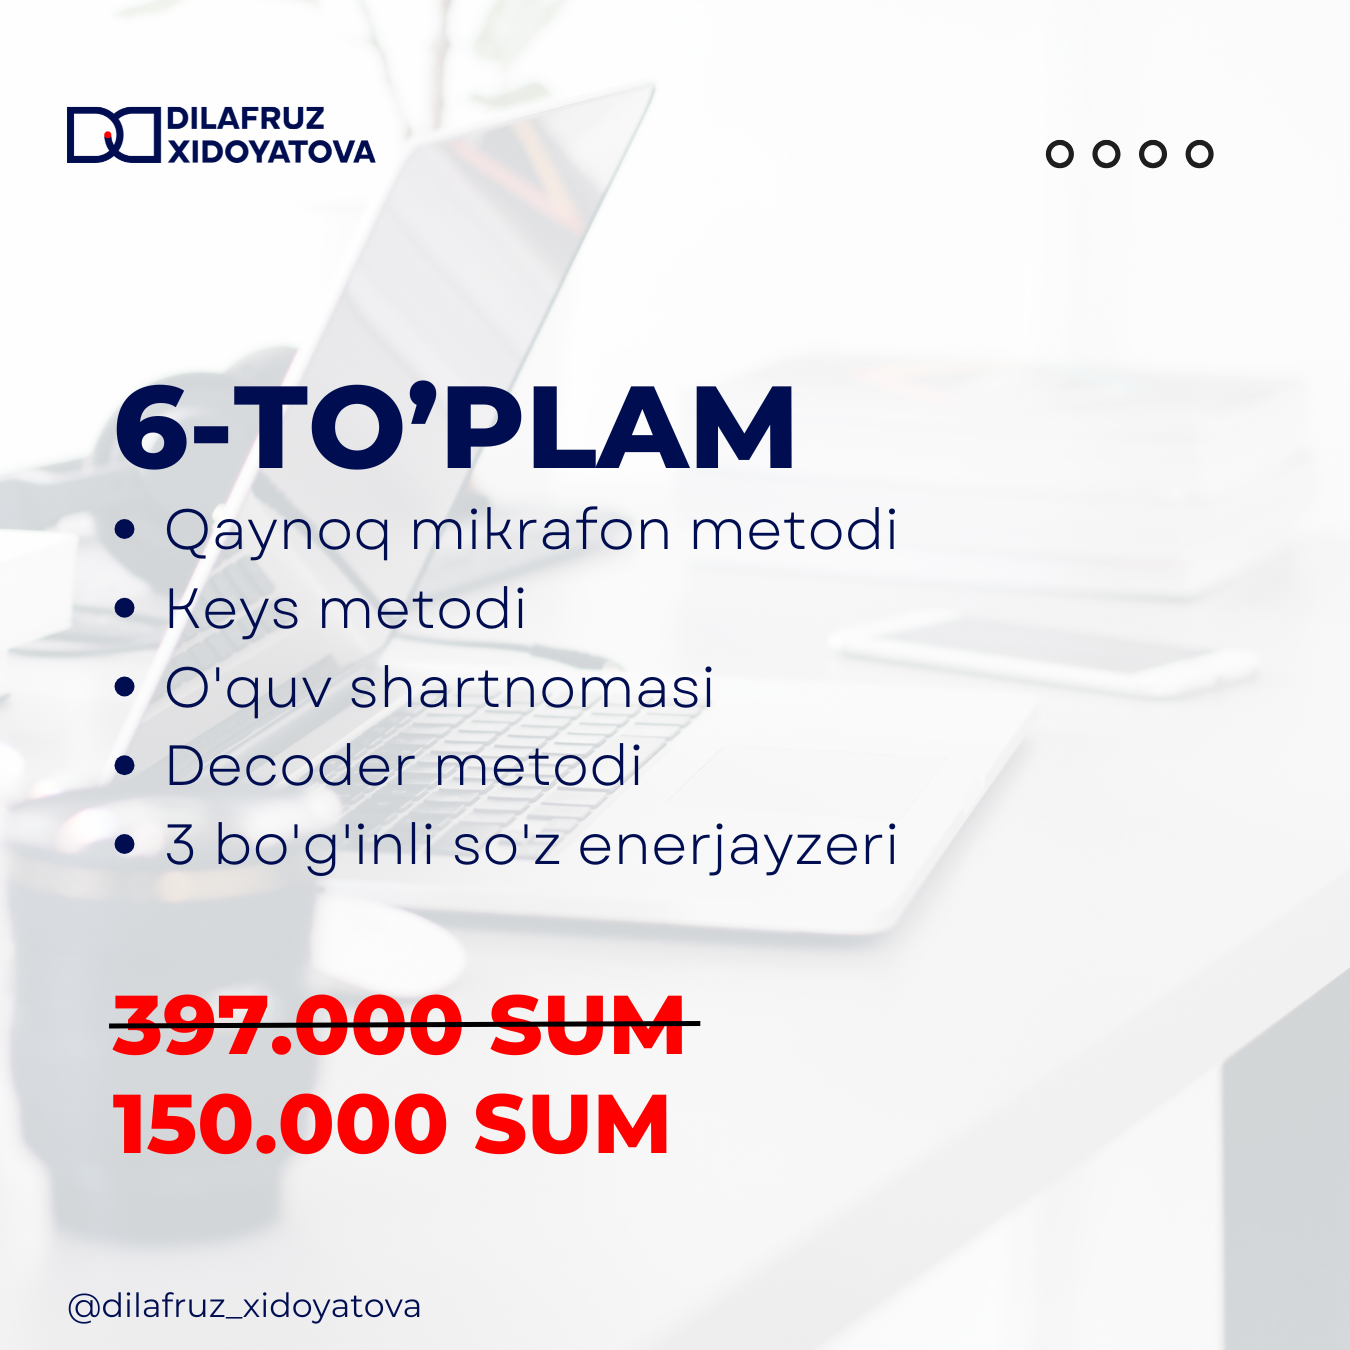 DILAFRUZ
XIDOYATOVA
6-TO’PLAM
• Qaynoq mikrafon metodi
• Keys metodi
• O'quv shartnomasi
• Decoder metodi
• 3 bo'g'inli so'z enerjayzeri
397.000 SUM
150.000 SUM
@dilafruz_xidoyatova